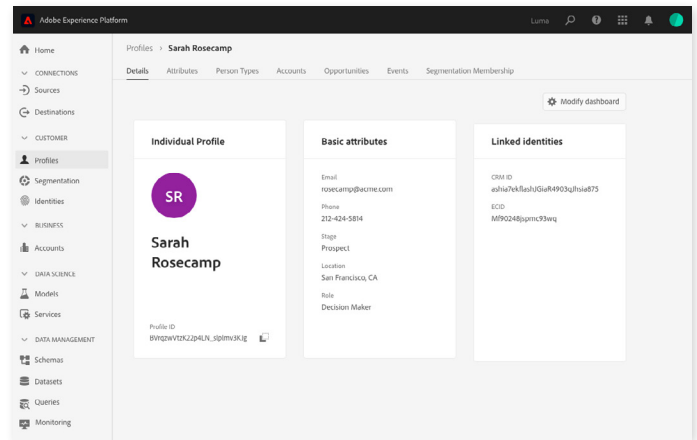 Adobe Experience Platform
Luma
Home
CONNECTIONS
Sources
Destinations
CUSTOMER
Profiles
Segmentation
Identities
BUSINESS
Accounts
DATA SCIENCE
Models
Services
DATA MANAGEMENT
Schemas
Datasets
Queries
Monitoring
Profiles > Sarah Rosecamp
Details Attributes Person Types Accounts Opportunities Events Segmentation Membership
Modify dashboard
Individual Profile
SR
Sarah
Rosecamp
Profile ID
Basic attributes
Email
rosecamp@acme.com
Phone
212-424-5814
Stage
Prospect
Location
San Francisco, CA
Role
Decision Maker
Linked identities
CRM ID
ECID
Mf90248jspmc93wq